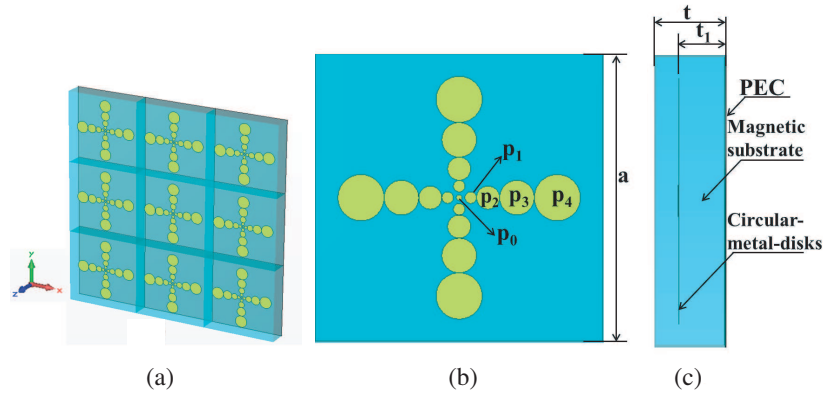 y
z
x
(a)
p₁
p₂ p₃ p₄
p₀
a
(b)
t
t₁
PEC
Magnetic
substrate
Circular-
metal-disks
(c)